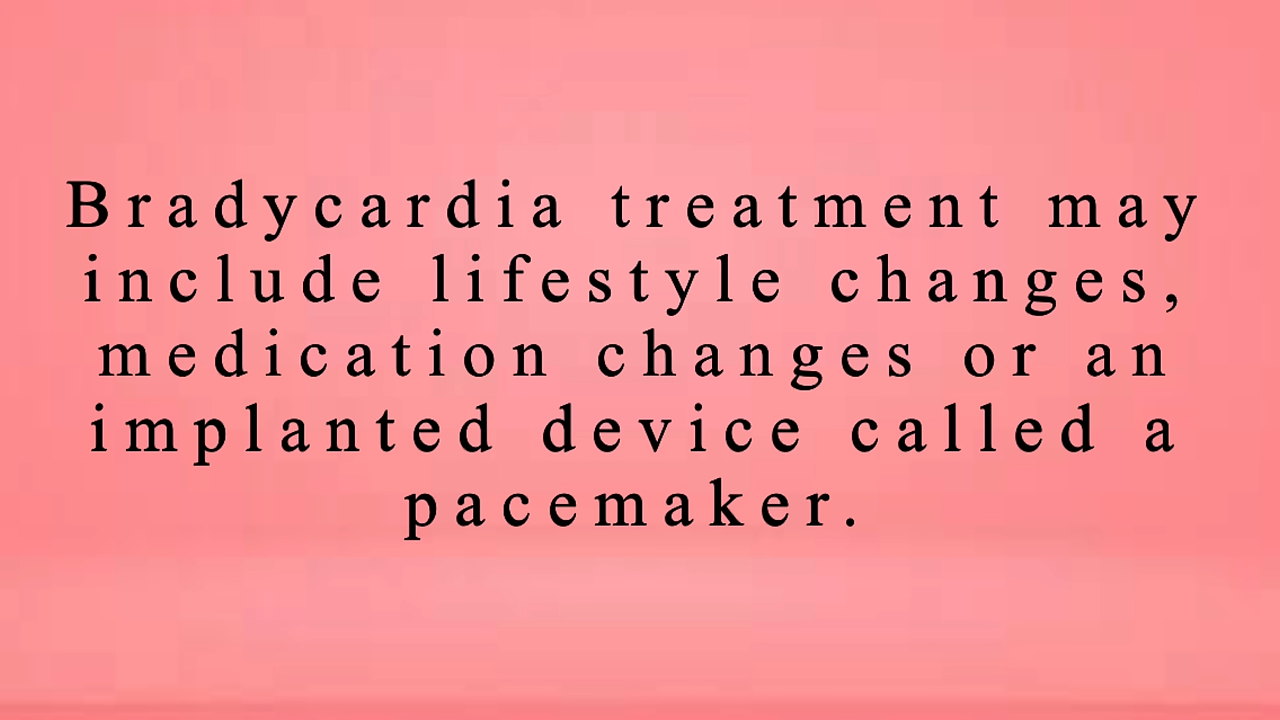 Bradycardia treatment may
include lifestyle changes,
medication changes or an
implanted device called a
pacemaker.